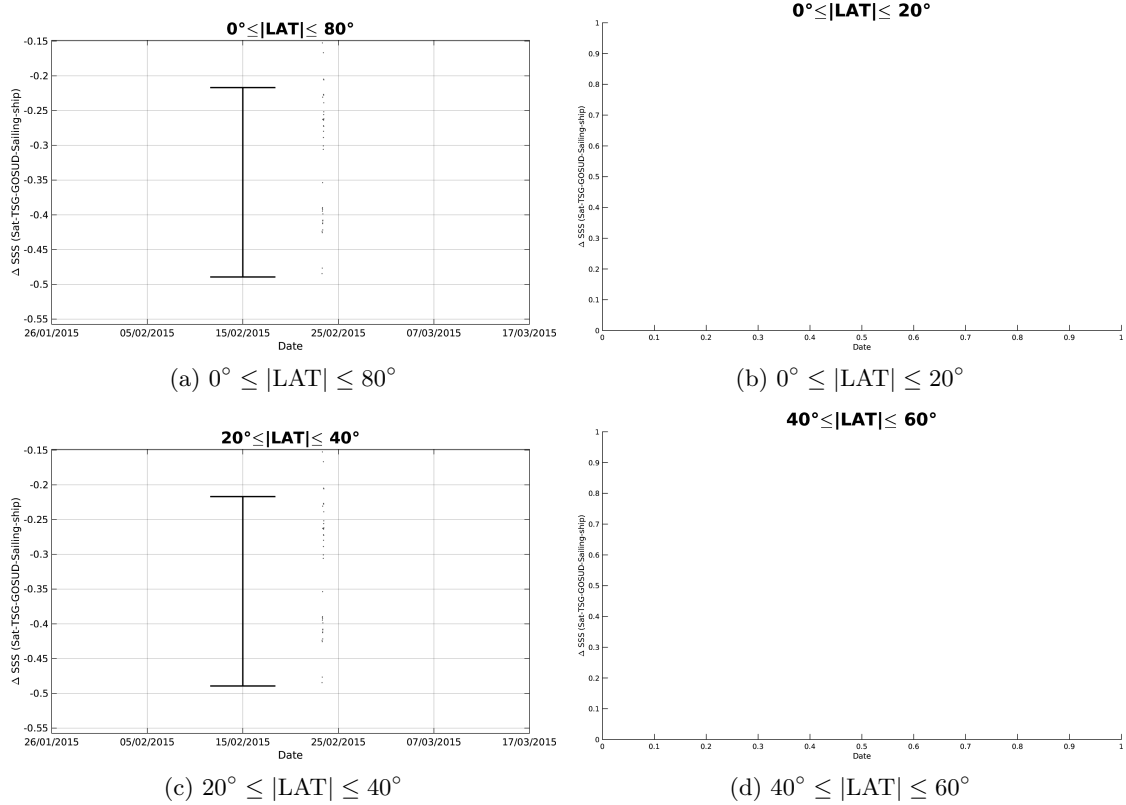 0°≤|LAT|≤ 80°
-0.15
-0.2
-0.25
-0.3
-0.35
-0.4
-0.45
-0.5
-0.55
Δ SSS (Sat-TSG-GOSUD-Sailing-ship)
26/01/2015 05/02/2015 15/02/2015 25/02/2015 07/03/2015 17/03/2015
Date
(a) 0° ≤ |LAT| ≤ 80°
0°≤|LAT|≤ 20°
1
0.9
0.8
0.7
0.6
0.5
0.4
0.3
0.2
0.1
0
Δ SSS (Sat-TSG-GOSUD-Sailing-ship)
0 0.1 0.2 0.3 0.4 0.5 0.6 0.7 0.8 0.9 1
Date
(b) 0° ≤ |LAT| ≤ 20°
20°≤|LAT|≤ 40°
-0.15
-0.2
-0.25
-0.3
-0.35
-0.4
-0.45
-0.5
-0.55
Δ SSS (Sat-TSG-GOSUD-Sailing-ship)
26/01/2015 05/02/2015 15/02/2015 25/02/2015 07/03/2015 17/03/2015
Date
(c) 20° ≤ |LAT| ≤ 40°
40°≤|LAT|≤ 60°
1
0.9
0.8
0.7
0.6
0.5
0.4
0.3
0.2
0.1
0
Δ SSS (Sat-TSG-GOSUD-Sailing-ship)
0 0.1 0.2 0.3 0.4 0.5 0.6 0.7 0.8 0.9 1
Date
(d) 40° ≤ |LAT| ≤ 60°